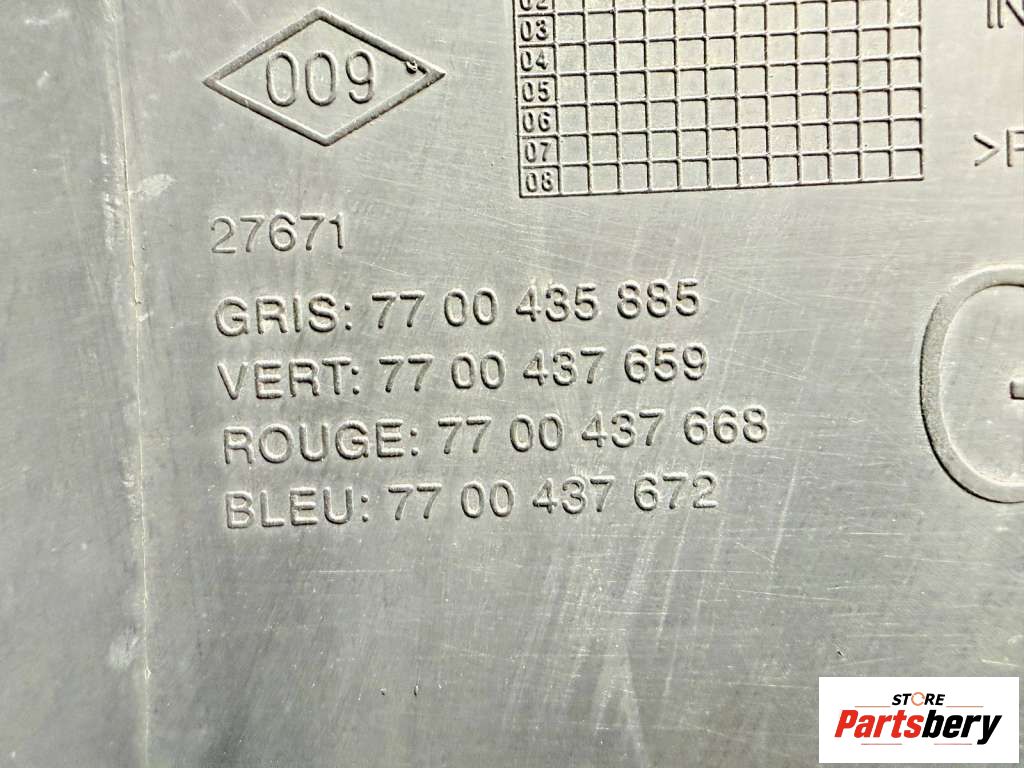 009
02
03
04
05
06
07
08
IN
>P
27671
GRIS: 77 00 435 885
VERT: 77 00 437 659
ROUGE: 77 00 437 668
BLEU: 77 00 437 672
STORE
Partsbery